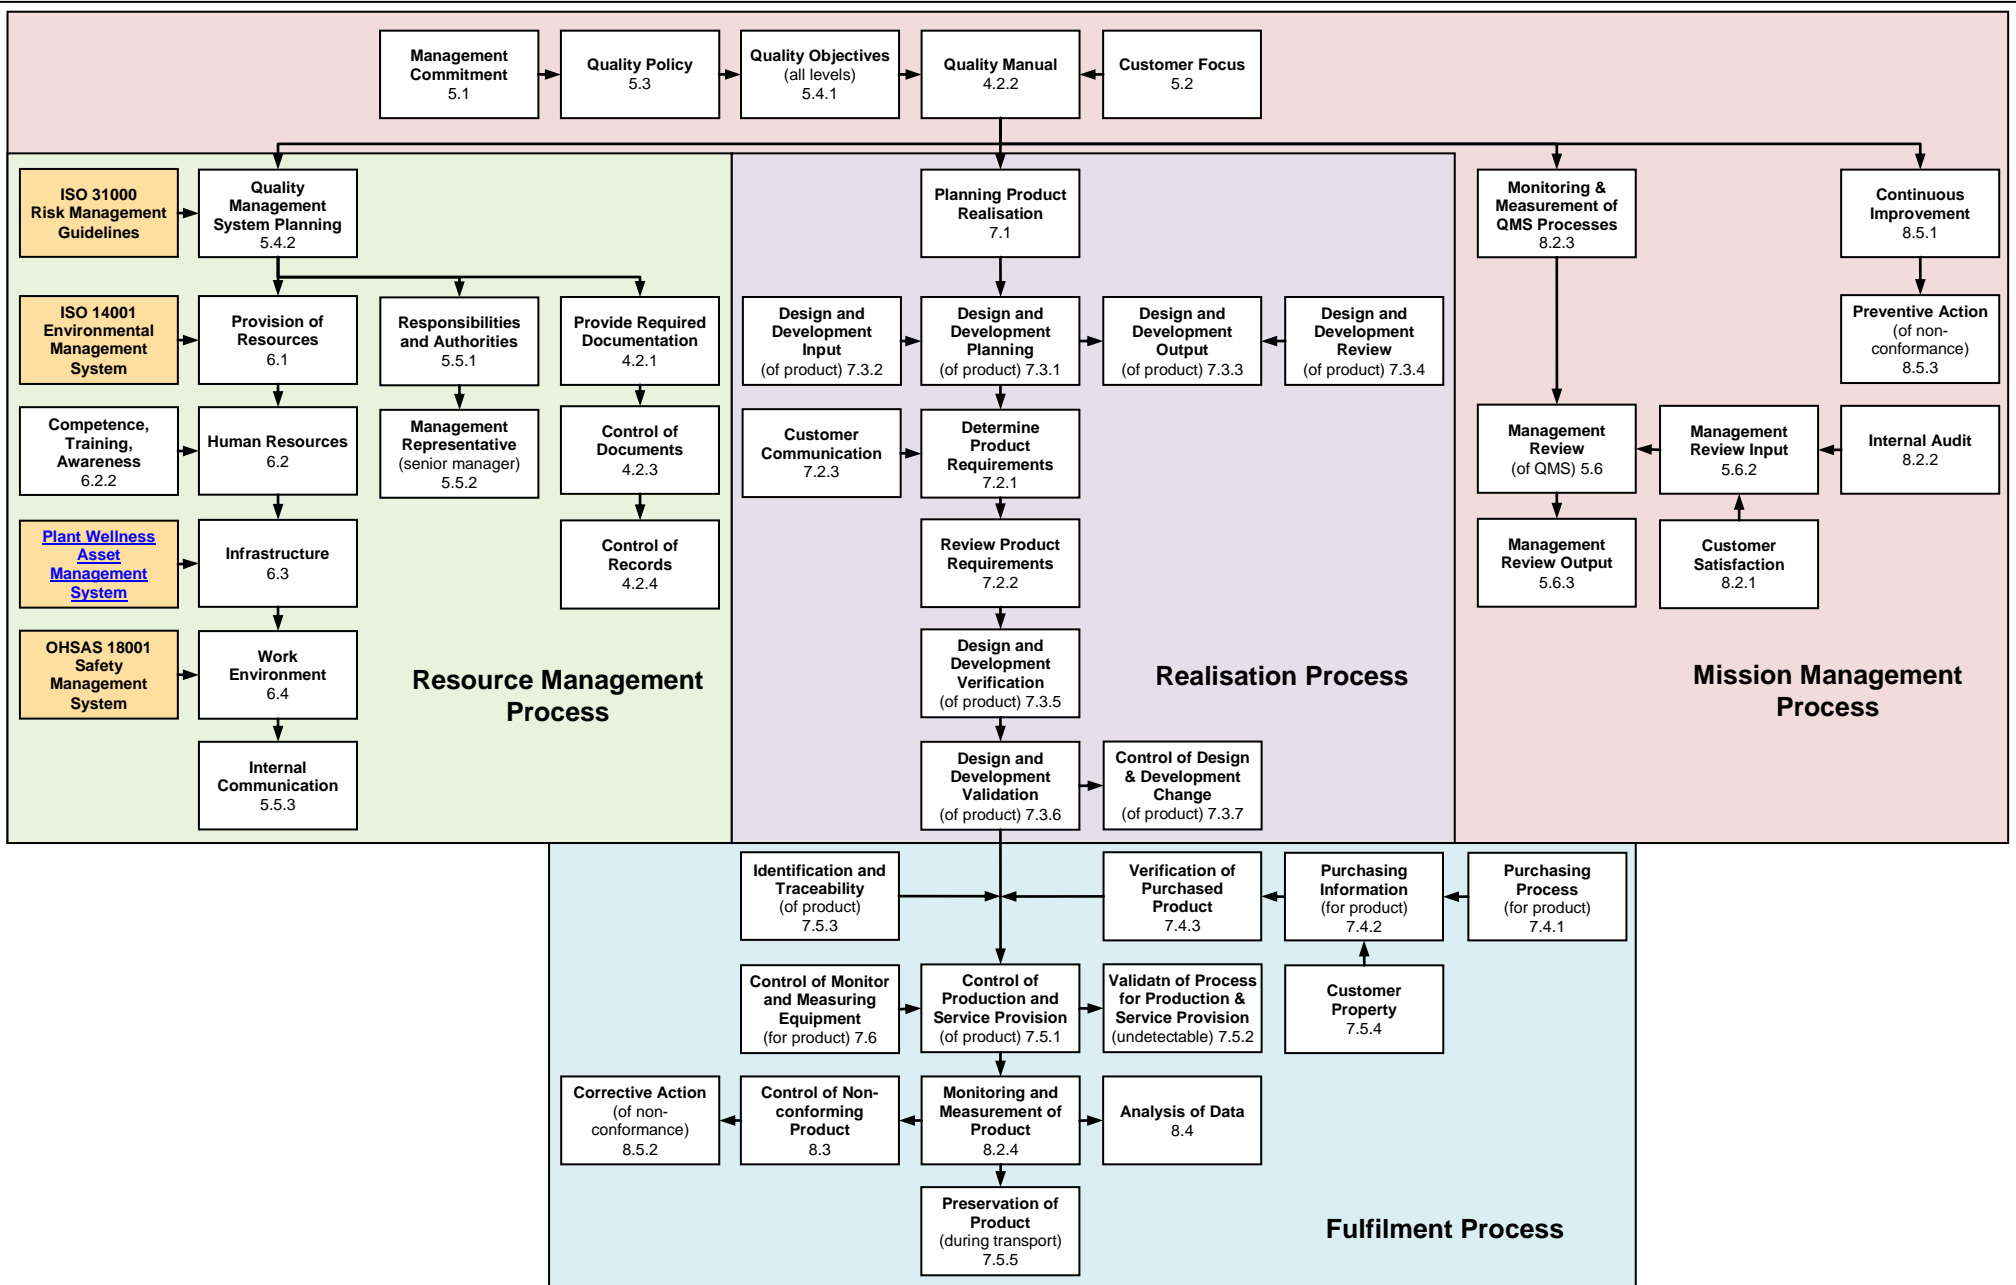 Management
Commitment
5.1
Quality Policy
5.3
Quality Objectives
(all levels)
5.4.1
Quality Manual
4.2.2
Customer Focus
5.2
ISO 31000
Risk Management
Guidelines
Quality
Management
System Planning
5.4.2
Planning Product
Realisation
7.1
Monitoring &
Measurement of
QMS Processes
8.2.3
Continuous
Improvement
8.5.1
ISO 14001
Environmental
Management
System
Provision of
Resources
6.1
Responsibilities
and Authorities
5.5.1
Provide Required
Documentation
4.2.1
Design and
Development
Input
(of product) 7.3.2
Design and
Development
Planning
(of product) 7.3.1
Design and
Development
Output
(of product) 7.3.3
Design and
Development
Review
(of product) 7.3.4
Preventive Action
(of non-
conformance)
8.5.3
Competence,
Training,
Awareness
6.2.2
Human Resources
6.2
Management
Representative
(senior manager)
5.5.2
Control of
Documents
4.2.3
Customer
Communication
7.2.3
Determine
Product
Requirements
7.2.1
Management
Review
(of QMS) 5.6
Management
Review Input
5.6.2
Internal Audit
8.2.2
Plant Wellness
Asset
Management
System
Infrastructure
6.3
Control of
Records
4.2.4
Review Product
Requirements
7.2.2
Management
Review Output
5.6.3
Customer
Satisfaction
8.2.1
OHSAS 18001
Safety
Management
System
Work
Environment
6.4
Resource Management
Process
Design and
Development
Verification
(of product) 7.3.5
Realisation Process
Mission Management
Process
Internal
Communication
5.5.3
Design and
Development
Validation
(of product) 7.3.6
Control of Design
& Development
Change
(of product) 7.3.7
Identification and
Traceability
(of product)
7.5.3
Verification of
Purchased
Product
7.4.3
Purchasing
Information
(for product)
7.4.2
Purchasing
Process
(for product)
7.4.1
Control of Monitor
and Measuring
Equipment
(for product) 7.6
Control of
Production and
Service Provision
(of product) 7.5.1
Validatn of Process
for Production &
Service Provision
(undetectable) 7.5.2
Customer
Property
7.5.4
Corrective Action
(of non-
conformance)
8.5.2
Control of Non-
conforming
Product
8.3
Monitoring and
Measurement of
Product
8.2.4
Analysis of Data
8.4
Preservation of
Product
(during transport)
7.5.5
Fulfilment Process